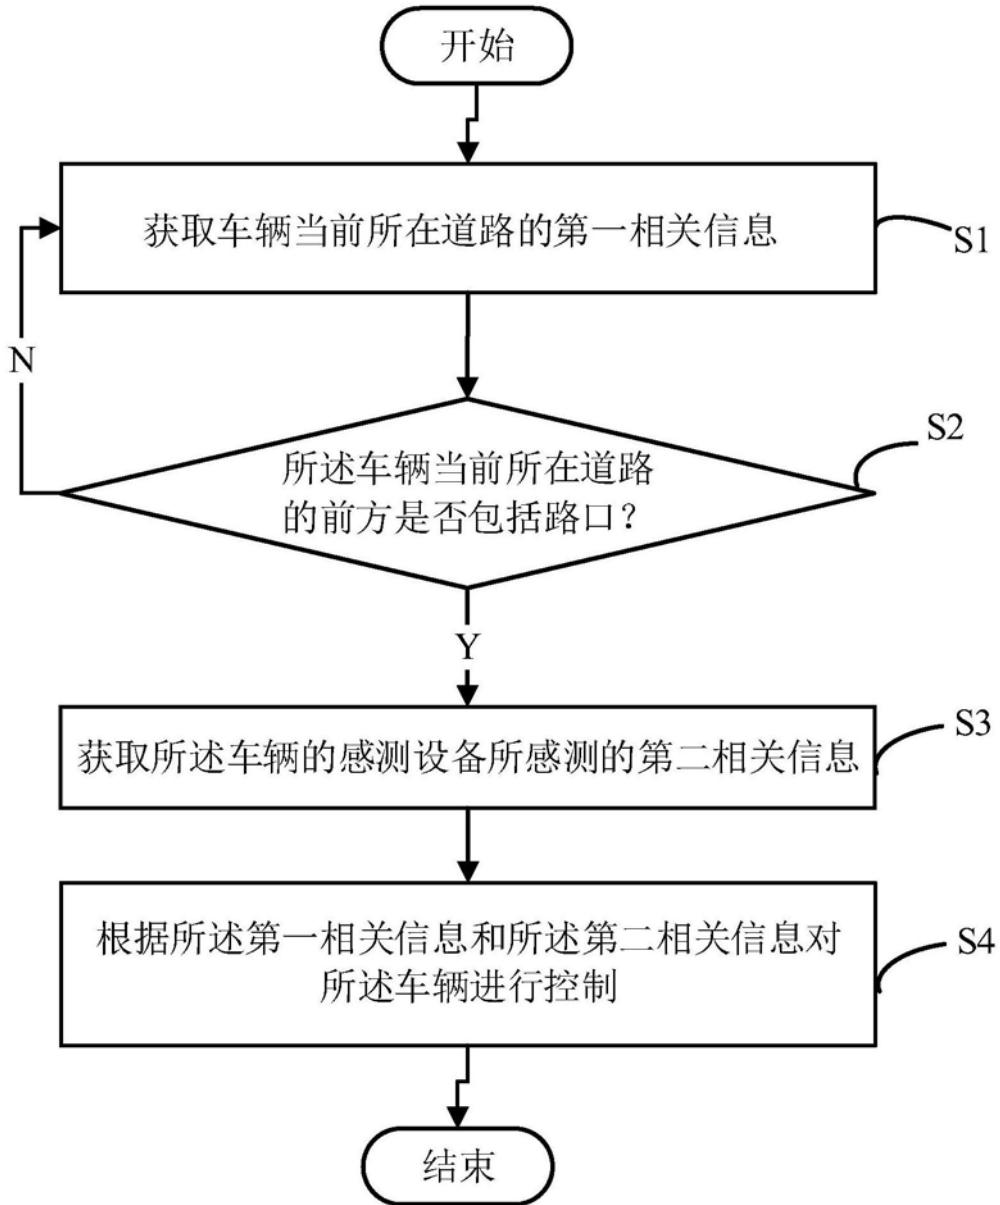 开始
获取车辆当前所在道路的第一相关信息
S1
N
所述车辆当前所在道路
的前方是否包括路口？
S2
Y
获取所述车辆的感测设备所感测的第二相关信息
S3
根据所述第一相关信息和所述第二相关信息对
所述车辆进行控制
S4
结束